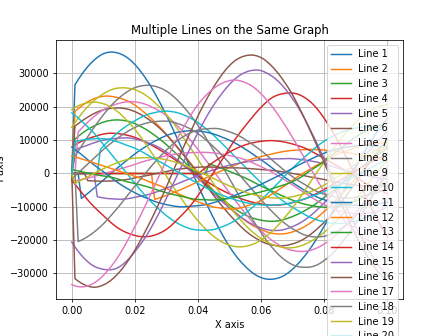 Multiple Lines on the Same Graph
30000
20000
10000
0
−10000
−20000
−30000
0.00
0.02
0.04
0.06
0.10
X axis
axis
Line 1
Line 2
Line 3
Line 4
Line 5
Line 6
Line 7
Line 8
Line 9
Line 10
Line 11
Line 12
Line 13
Line 14
Line 15
Line 16
Line 17
Line 18
Line 19
Line 20